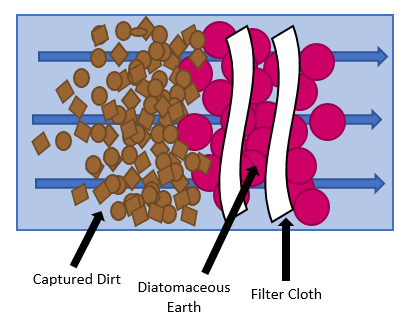 Captured Dirt
Diatomaceous
Earth
Filter Cloth